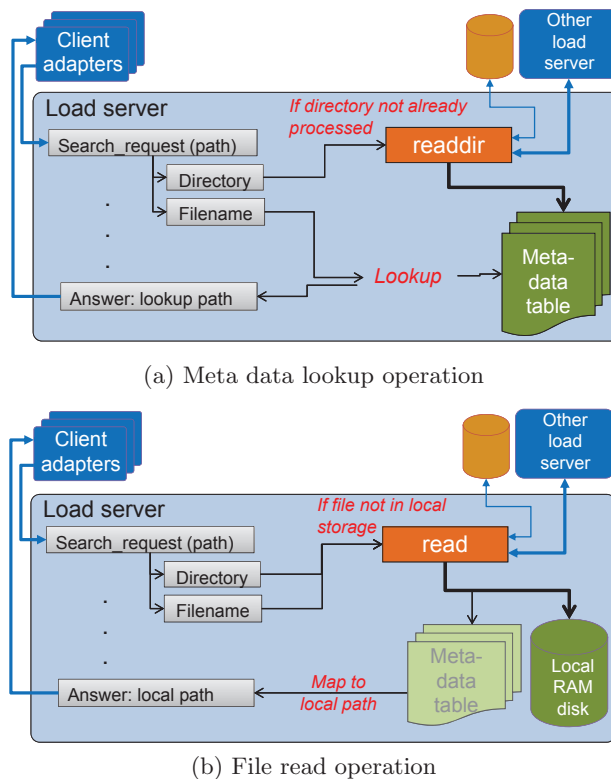 Client
adapters
Other
load
server
Load server
If directory not already
processed
Search_request (path)
readdir
Directory
Filename
.
.
.
Lookup
Meta-
data
table
Answer: lookup path
(a) Meta data lookup operation
Client
adapters
Other
load
server
Load server
If file not in local
storage
Search_request (path)
read
Directory
Filename
.
.
.
Meta-
data
table
Local
RAM
disk
Map to
local path
Answer: local path
(b) File read operation